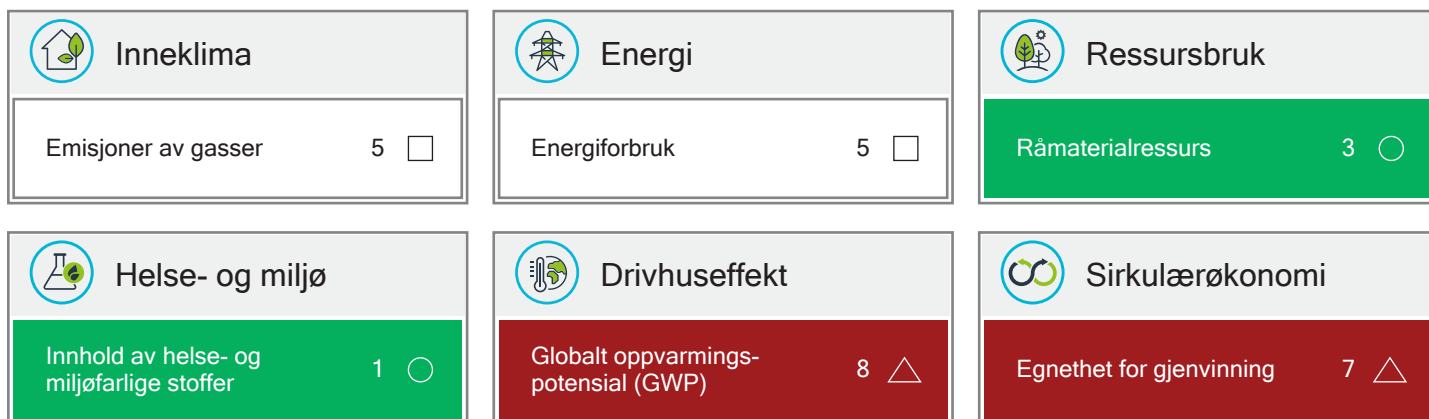 Inneklima
Emisjoner av gasser 5
Energi
Energiforbruk 5
Ressursbruk
Råmaterialressurs 3
Helse- og miljø
Innhold av helse- og
miljøfarlige stoffer 1
Drivhuseffekt
Globalt oppvarmings-
potensial (GWP) 8
Sirkulærøkonomi
Egnethet for gjenvinning 7